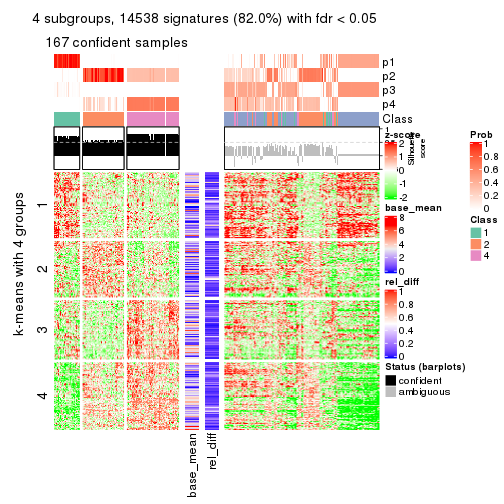 4 subgroups, 14538 signatures (82.0%) with fdr < 0.05
167 confident samples
p1
p2
p3
p4
Class
1
Silhouette
score
k-means with 4 groups
1
2
3
4
base_mean
rel_diff
z-score
2
1
0
-1
-2
base_mean
8
6
4
2
0
rel_diff
1
0.8
0.6
0.4
0.2
0
Status (barplots)
confident
ambiguous
Prob
1
0.8
0.6
0.4
0.2
0
Class
1
2
4